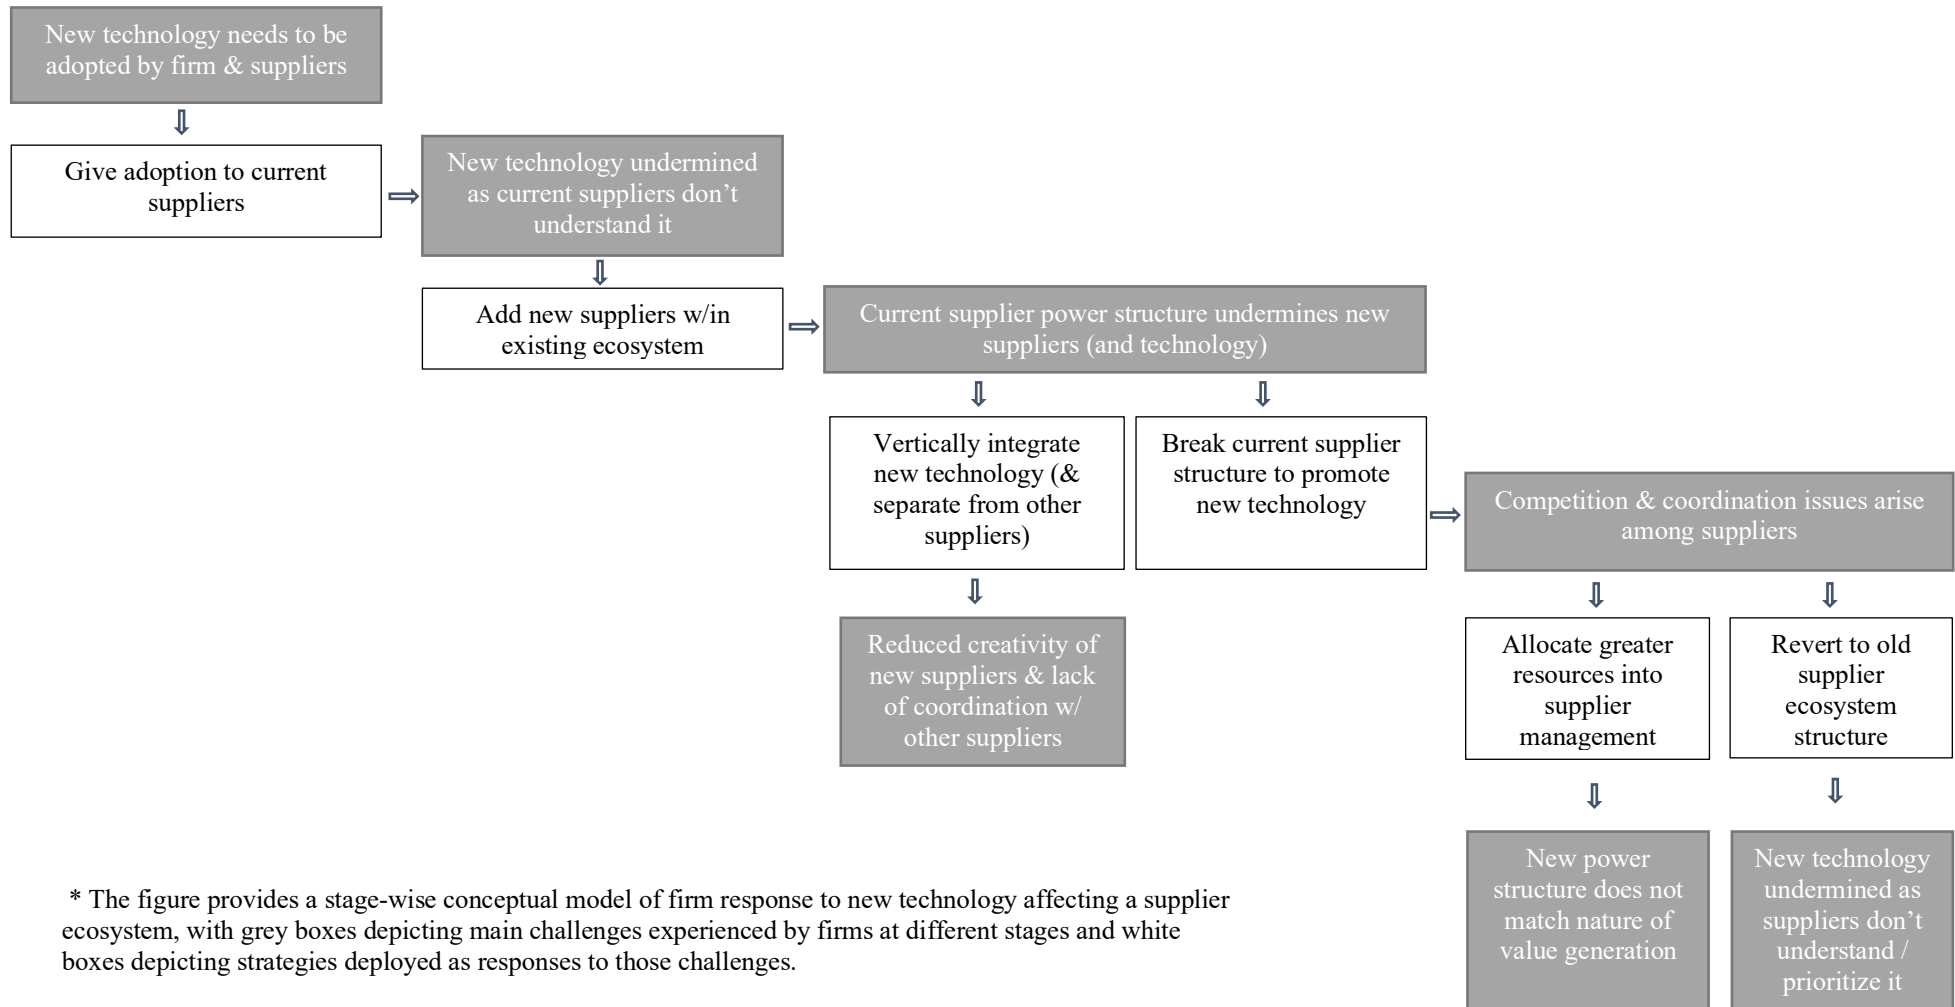 New technology needs to be
adopted by firm & suppliers
Give adoption to current
suppliers
New technology undermined
as current suppliers don’t
understand it
Add new suppliers w/in
existing ecosystem
Current supplier power structure undermines new
suppliers (and technology)
Vertically integrate
new technology (&
separate from other
suppliers)
Break current supplier
structure to promote
new technology
Competition & coordination issues arise
among suppliers
Reduced creativity of
new suppliers & lack
of coordination w/
other suppliers
Allocate greater
resources into
supplier
management
Revert to old
supplier
ecosystem
structure
New power
structure does not
match nature of
value generation
New technology
undermined as
suppliers don’t
understand /
prioritize it
* The figure provides a stage-wise conceptual model of firm response to new technology affecting a supplier
ecosystem, with grey boxes depicting main challenges experienced by firms at different stages and white
boxes depicting strategies deployed as responses to those challenges.